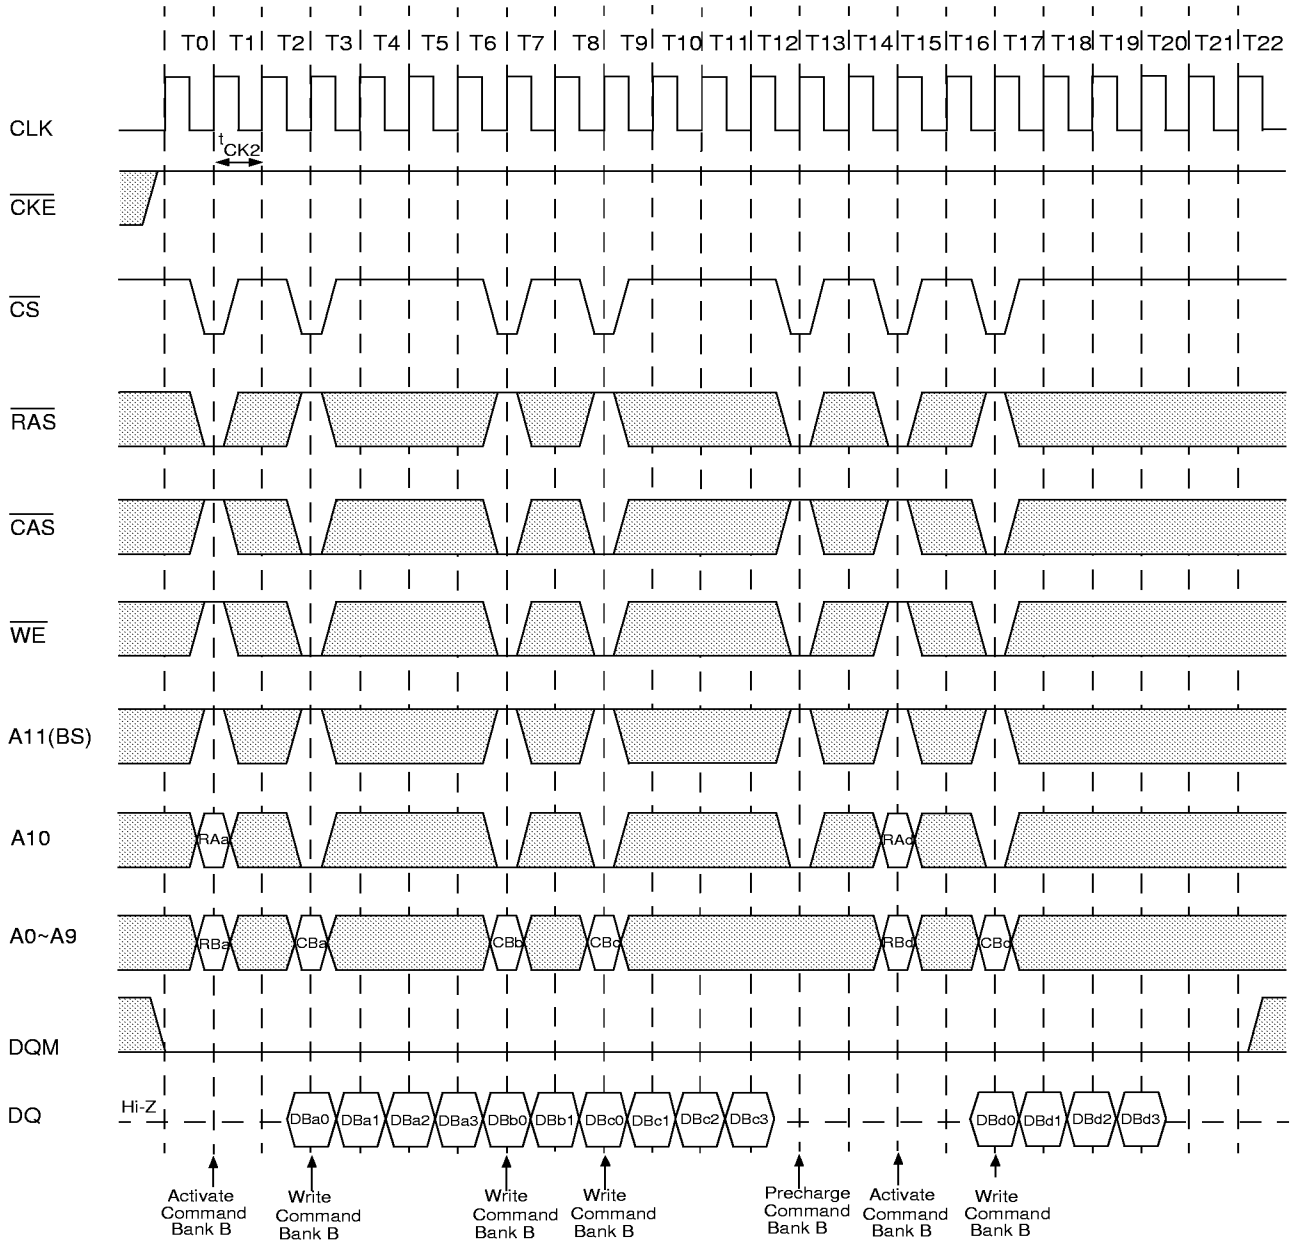 T0 T1 T2 T3 T4 T5 T6 T7 T8 T9 T10 T11 T12 T13 T14 T15 T16 T17 T18 T19 T20 T21 T22
CLK
tCK2
CKE
CS
RAS
CAS
WE
A11(BS)
A10
RAa RAd
A0~A9
RBa CBa CBb CBc RBd CBd
DQM
DQ
Hi-Z
DBa0 DBa1 DBa2 DBa3 DBb0 DBb1 DBc0 DBc1 DBc2 DBc3 DBd0 DBd1 DBd2 DBd3
Activate
Command
Bank B
Write
Command
Bank B
Write
Command
Bank B
Write
Command
Bank B
Precharge
Command
Bank B
Activate
Command
Bank B
Write
Command
Bank B